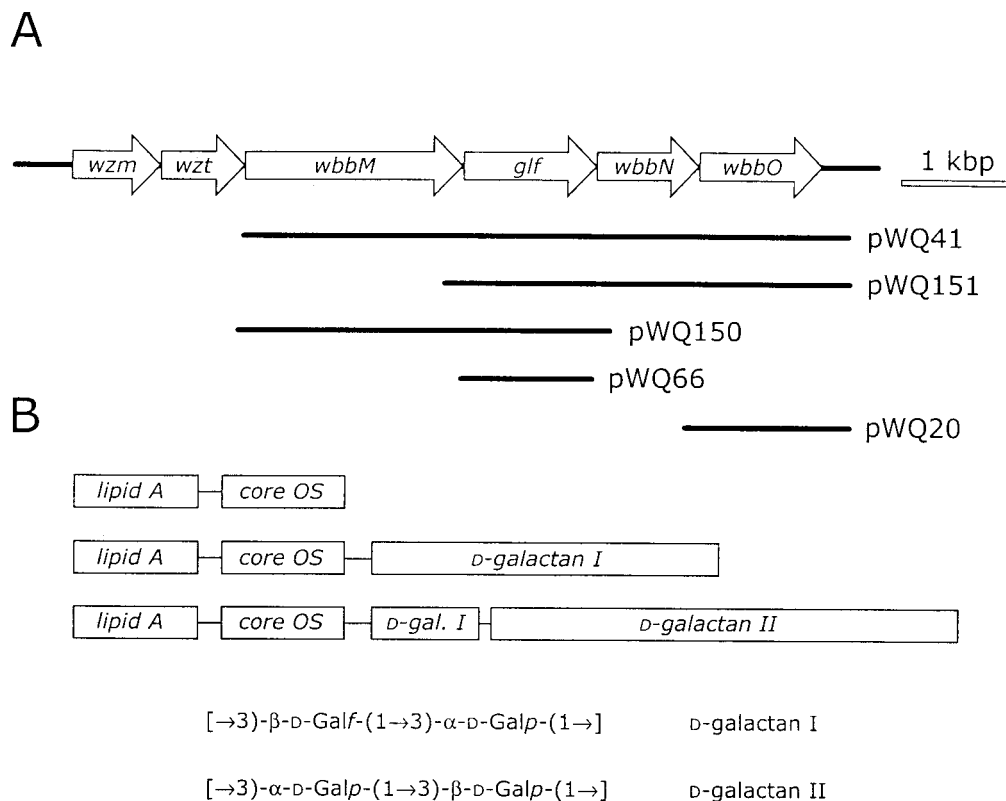 A
wzm wzt wbbM glf wbbN wbbO 1 kbp
pWQ41
pWQ151
pWQ150
pWQ66
pWQ20
B
lipid A core OS
lipid A core OS D-galactan I
lipid A core OS D-gal. I D-galactan II
[→3)-β-D-Galf-(1→3)-α-D-Galp-(1→] D-galactan I
[→3)-α-D-Galp-(1→3)-β-D-Galp-(1→] D-galactan II